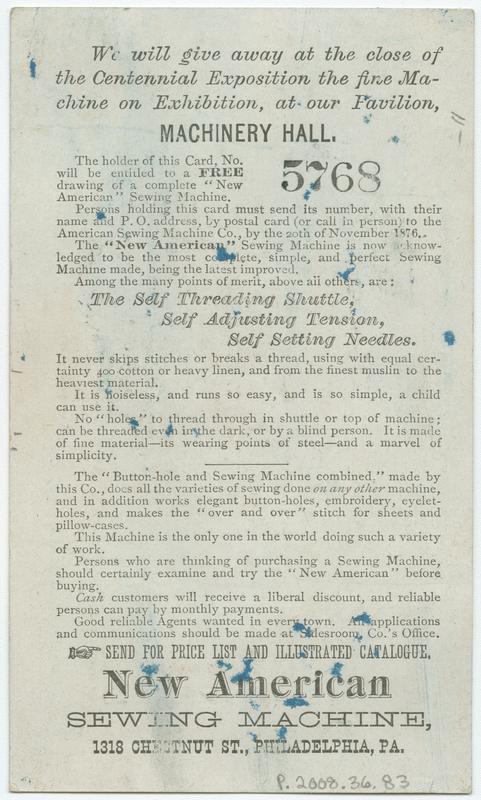 We will give away at the close of
the Centennial Exposition the fine Ma-
chine on Exhibition, at our Pavilion,
MACHINERY HALL.
The holder of this Card, No.
will be entitled to a FREE
drawing of a complete "New
American" Sewing Machine.
5768
Persons holding this card must send its number, with their
name and P. O. address, by postal card (or call in person) to the
American Sewing Machine Co., by the 20th of November 1876.
The "New American" Sewing Machine is now acknow-
ledged to be the most complete, simple, and perfect Sewing
Machine made, being the latest improved.
Among the many points of merit, above all others, are:
The Self Threading Shuttle,
Self Adjusting Tension,
Self Setting Needles.
It never skips stitches or breaks a thread, using with equal cer-
tainty 400 cotton or heavy linen, and from the finest muslin to the
heaviest material.
It is noiseless, and runs so easy, and is so simple, a child
can use it.
No "holes" to thread through in shuttle or top of machine;
can be threaded even in the dark, or by a blind person. It is made
of fine material—its wearing points of steel—and a marvel of
simplicity.
The "Button-hole and Sewing Machine combined," made by
this Co., does all the varieties of sewing done on any other machine,
and in addition works elegant button-holes, embroidery, eyelet-
holes, and makes the "over and over" stitch for sheets and
pillow-cases.
This Machine is the only one in the world doing such a variety
of work.
Persons who are thinking of purchasing a Sewing Machine,
should certainly examine and try the "New American" before
buying.
Cash customers will receive a liberal discount, and reliable
persons can pay by monthly payments.
Good reliable Agents wanted in every town. All applications
and communications should be made at Salesroom, Co.'s Office.
SEND FOR PRICE LIST AND ILLUSTRATED CATALOGUE,
New American
SEWING MACHINE,
1318 CHESTNUT ST., PHILADELPHIA, PA.
P.2008.36.83